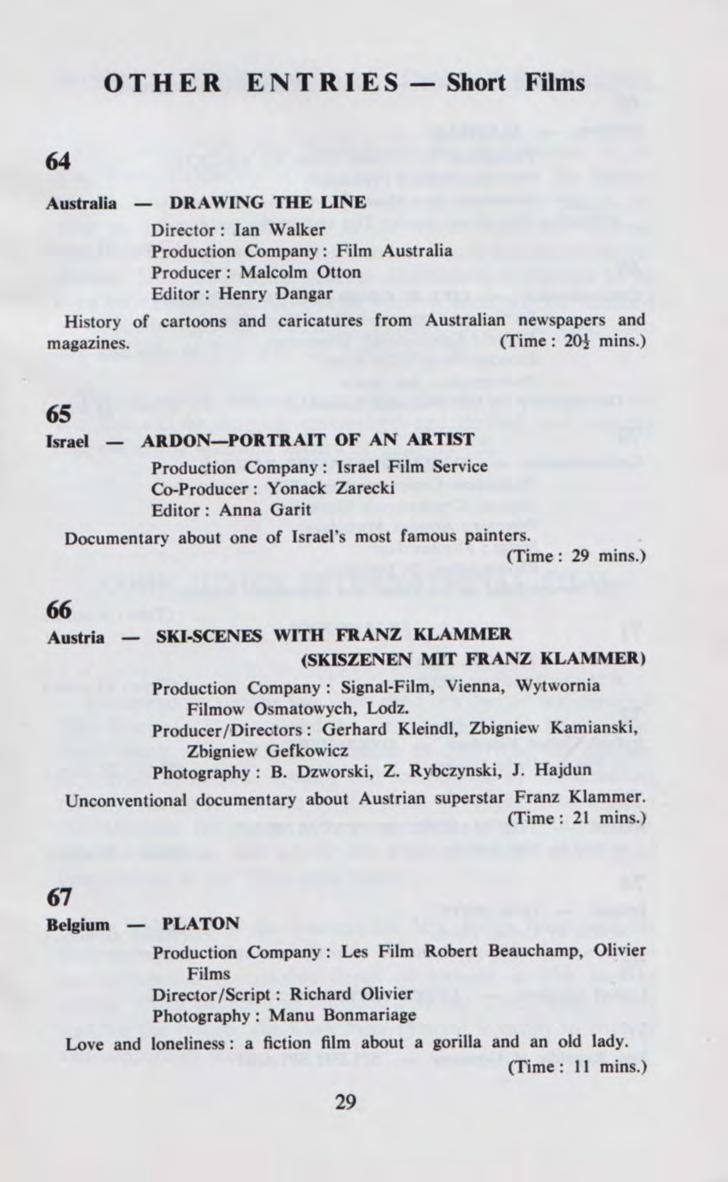 OTHER ENTRIES — Short Films
64
Australia — DRAWING THE LINE
Director : Ian Walker
Production Company : Film Australia
Producer : Malcolm Otton
Editor : Henry Dangar
History of cartoons and caricatures from Australian newspapers and
magazines. (Time : 20½ mins.)
65
Israel — ARDON—PORTRAIT OF AN ARTIST
Production Company : Israel Film Service
Co-Producer : Yonack Zarecki
Editor : Anna Garit
Documentary about one of Israel's most famous painters.
(Time : 29 mins.)
66
Austria — SKI-SCENES WITH FRANZ KLAMMER
(SKISZENEN MIT FRANZ KLAMMER)
Production Company : Signal-Film, Vienna, Wytwornia
Filmow Osmatowych, Lodz.
Producer/Directors : Gerhard Kleindl, Zbigniew Kamianski,
Zbigniew Gefkowicz
Photography : B. Dzworski, Z. Rybczynski, J. Hajdun
Unconventional documentary about Austrian superstar Franz Klammer.
(Time : 21 mins.)
67
Belgium — PLATON
Production Company : Les Film Robert Beauchamp, Olivier
Films
Director/Script : Richard Olivier
Photography : Manu Bonmariage
Love and loneliness : a fiction film about a gorilla and an old lady.
(Time : 11 mins.)
29